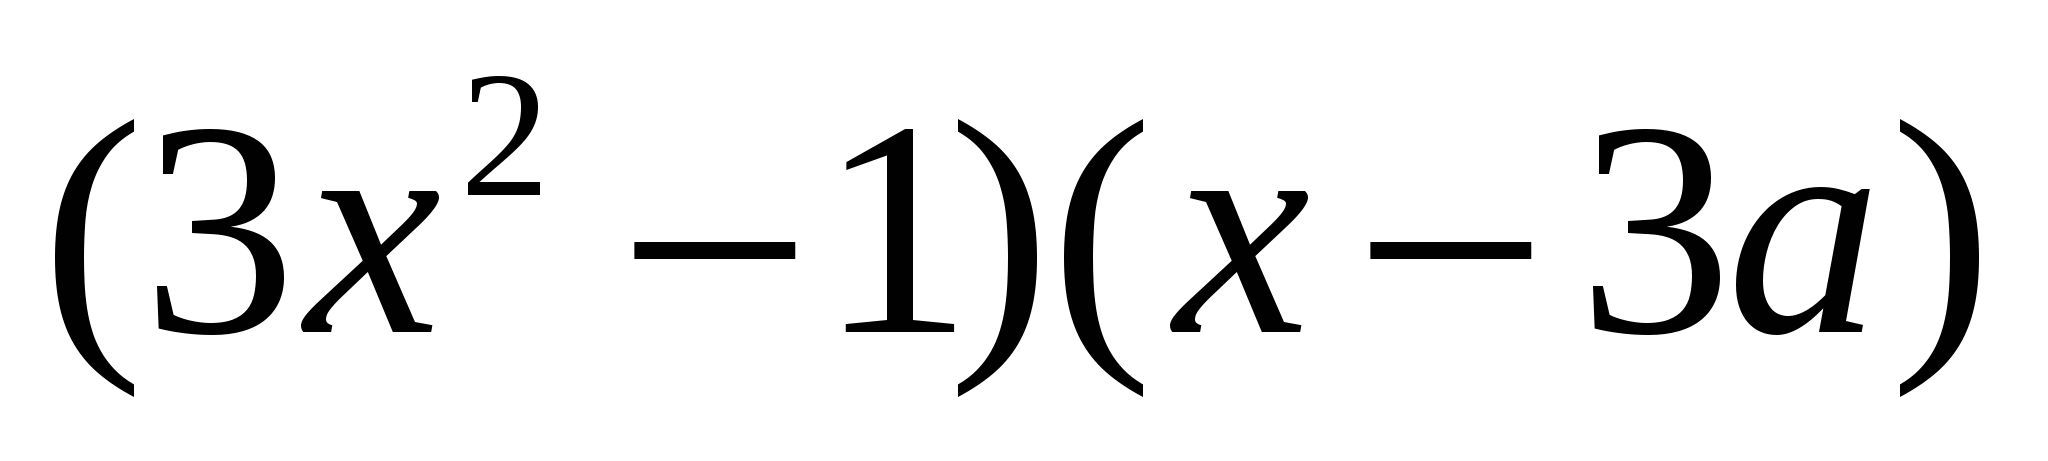 (3x² − 1)(x − 3a)